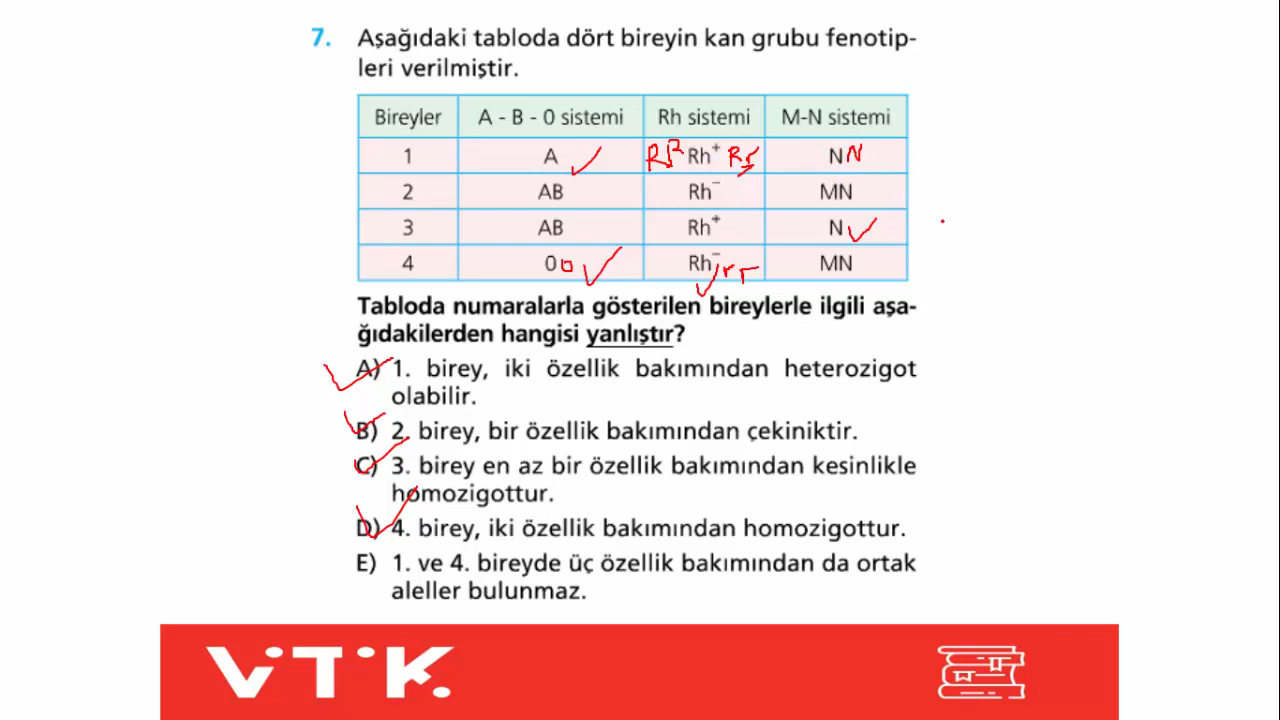 7. Aşağıdaki tabloda dört bireyin kan grubu fenotip-
leri verilmiştir.
Bireyler A - B - 0 sistemi Rh sistemi M-N sistemi
1 A RR Rh+ Rr N N
2 AB Rh− MN
3 AB Rh+ N
4 0 0 Rh− rr MN
Tabloda numaralarla gösterilen bireylerle ilgili aşa-
ğıdakilerden hangisi yanlıştır?
A) 1. birey, iki özellik bakımından heterozigot
olabilir.
B) 2. birey, bir özellik bakımından çekiniktir.
C) 3. birey en az bir özellik bakımından kesinlikle
homozigottur.
D) 4. birey, iki özellik bakımından homozigottur.
E) 1. ve 4. bireyde üç özellik bakımından da ortak
aleller bulunmaz.
VTK